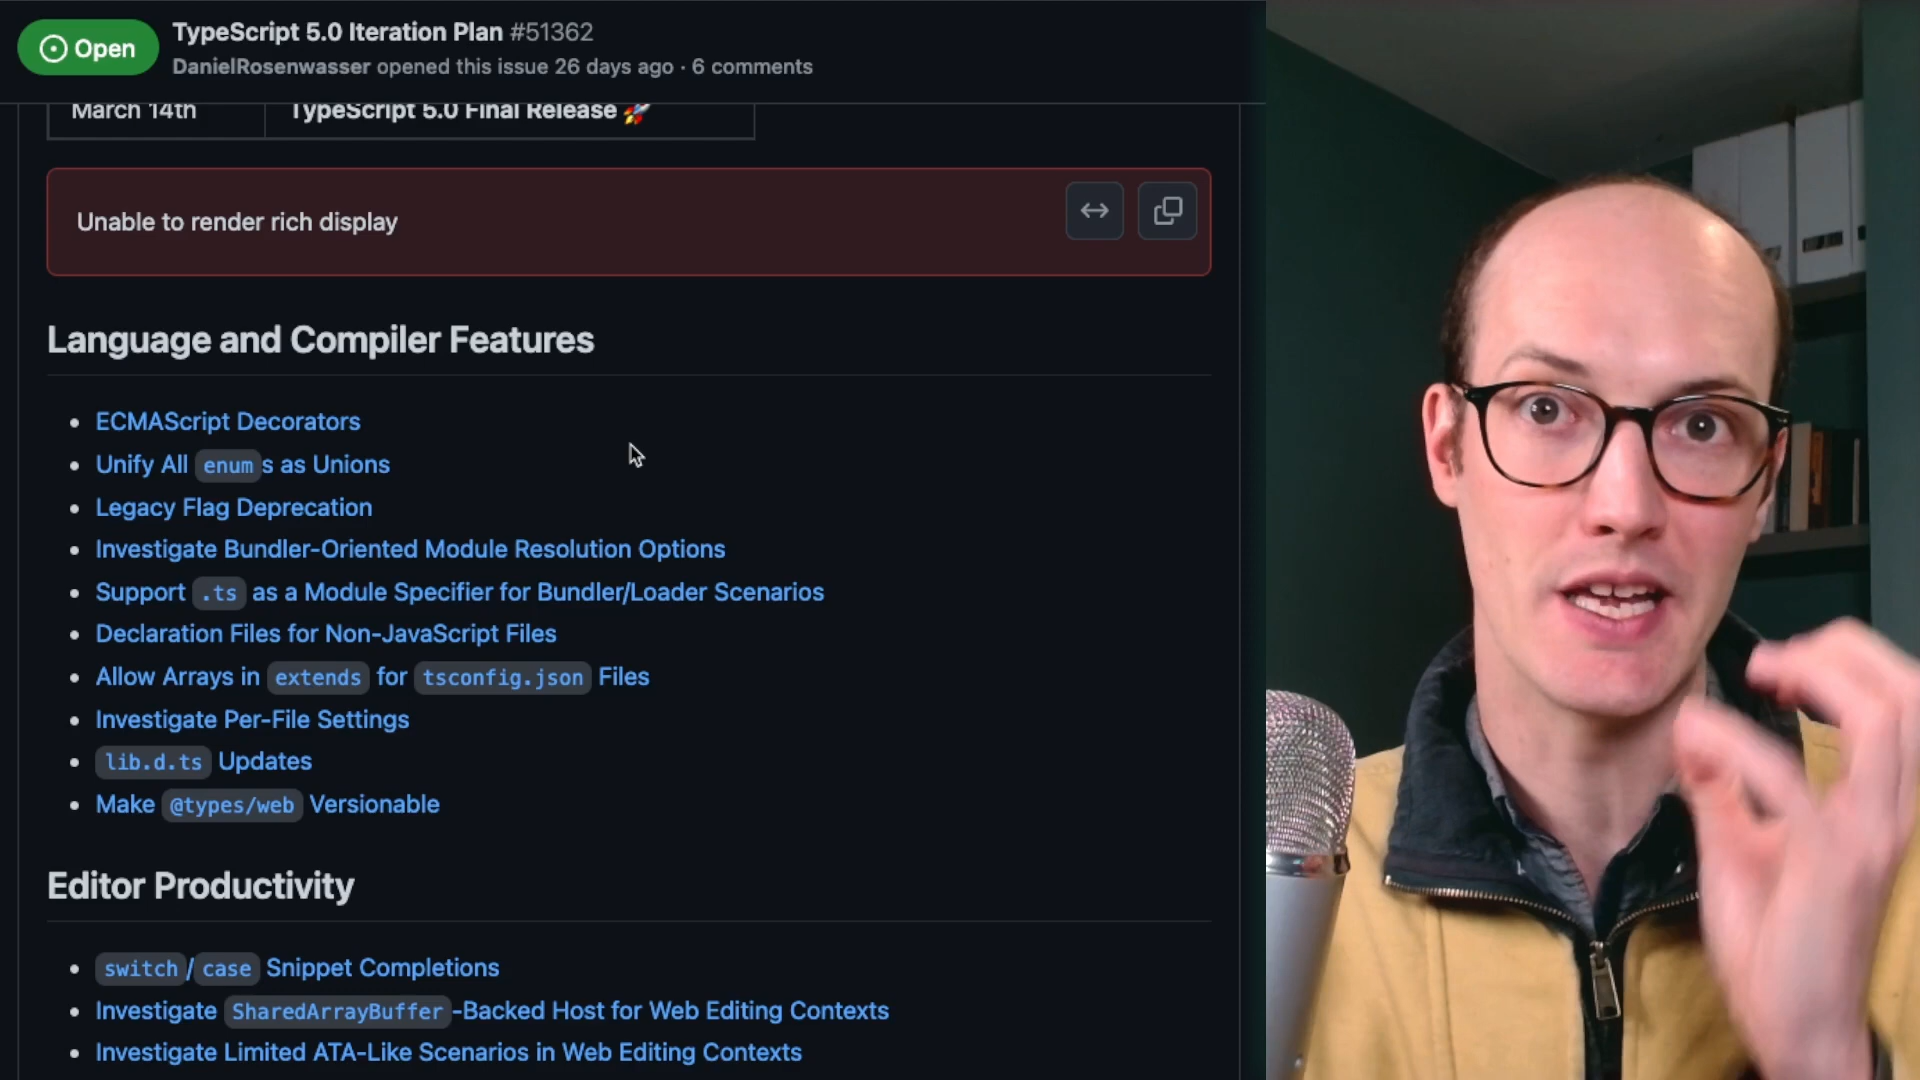 Open
TypeScript 5.0 Iteration Plan #51362
DanielRosenwasser opened this issue 26 days ago · 6 comments
March 14th TypeScript 5.0 Final Release 🚀
Unable to render rich display
Language and Compiler Features
ECMAScript Decorators
Unify All enums as Unions
Legacy Flag Deprecation
Investigate Bundler-Oriented Module Resolution Options
Support .ts as a Module Specifier for Bundler/Loader Scenarios
Declaration Files for Non-JavaScript Files
Allow Arrays in extends for tsconfig.json Files
Investigate Per-File Settings
lib.d.ts Updates
Make @types/web Versionable
Editor Productivity
switch/case Snippet Completions
Investigate SharedArrayBuffer-Backed Host for Web Editing Contexts
Investigate Limited ATA-Like Scenarios in Web Editing Contexts